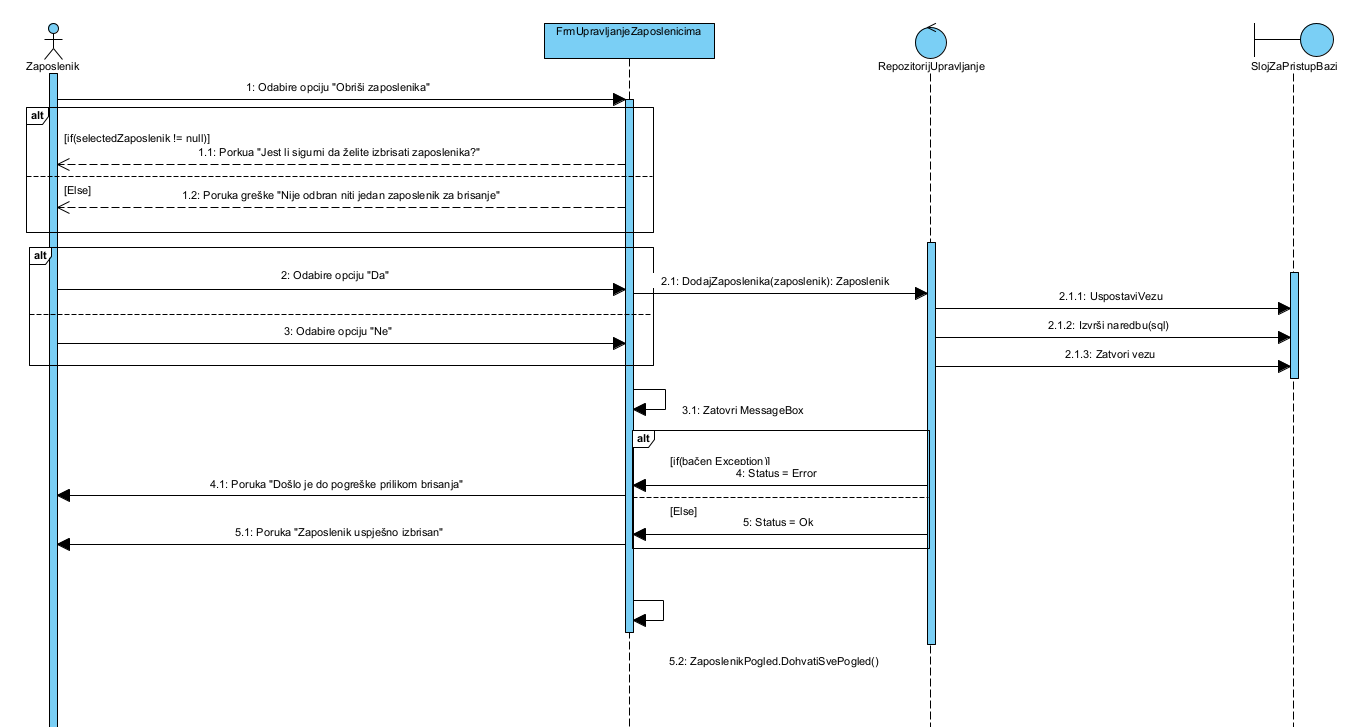 FrmUpravljanjeZaposlenicima
Zaposlenik
RepozitorijUpravljanje
SlojZaPristupBazi
1: Odabire opciju "Obriši zaposlenika"
alt
[if(selectedZaposlenik != null)]
1.1: Porkua "Jest li sigurni da želite izbrisati zaposlenika?"
[Else]
1.2: Poruka greške "Nije odbran niti jedan zaposlenik za brisanje"
alt
2: Odabire opciju "Da"
2.1: DodajZaposlenika(zaposlenik): Zaposlenik
2.1.1: UspostaviVezu
2.1.2: Izvrši naredbu(sql)
3: Odabire opciju "Ne"
2.1.3: Zatvori vezu
3.1: Zatovri MessageBox
alt
[if(bačen Exception)]
4: Status = Error
4.1: Poruka "Došlo je do pogreške prilikom brisanja"
[Else]
5: Status = Ok
5.1: Poruka "Zaposlenik uspješno izbrisan"
5.2: ZaposlenikPogled.DohvatiSvePogled()